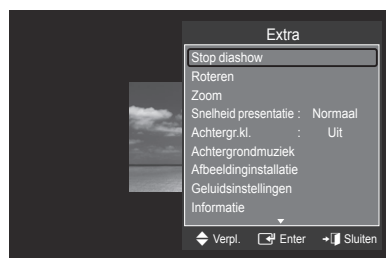 Extra
Stop diashow
Roteren
Zoom
Snelheid presentatie : Normaal
Achtergr.kl. : Uit
Achtergrondmuziek
Afbeeldinginstallatie
Geluidsinstellingen
Informatie
Verpl. Enter Sluiten